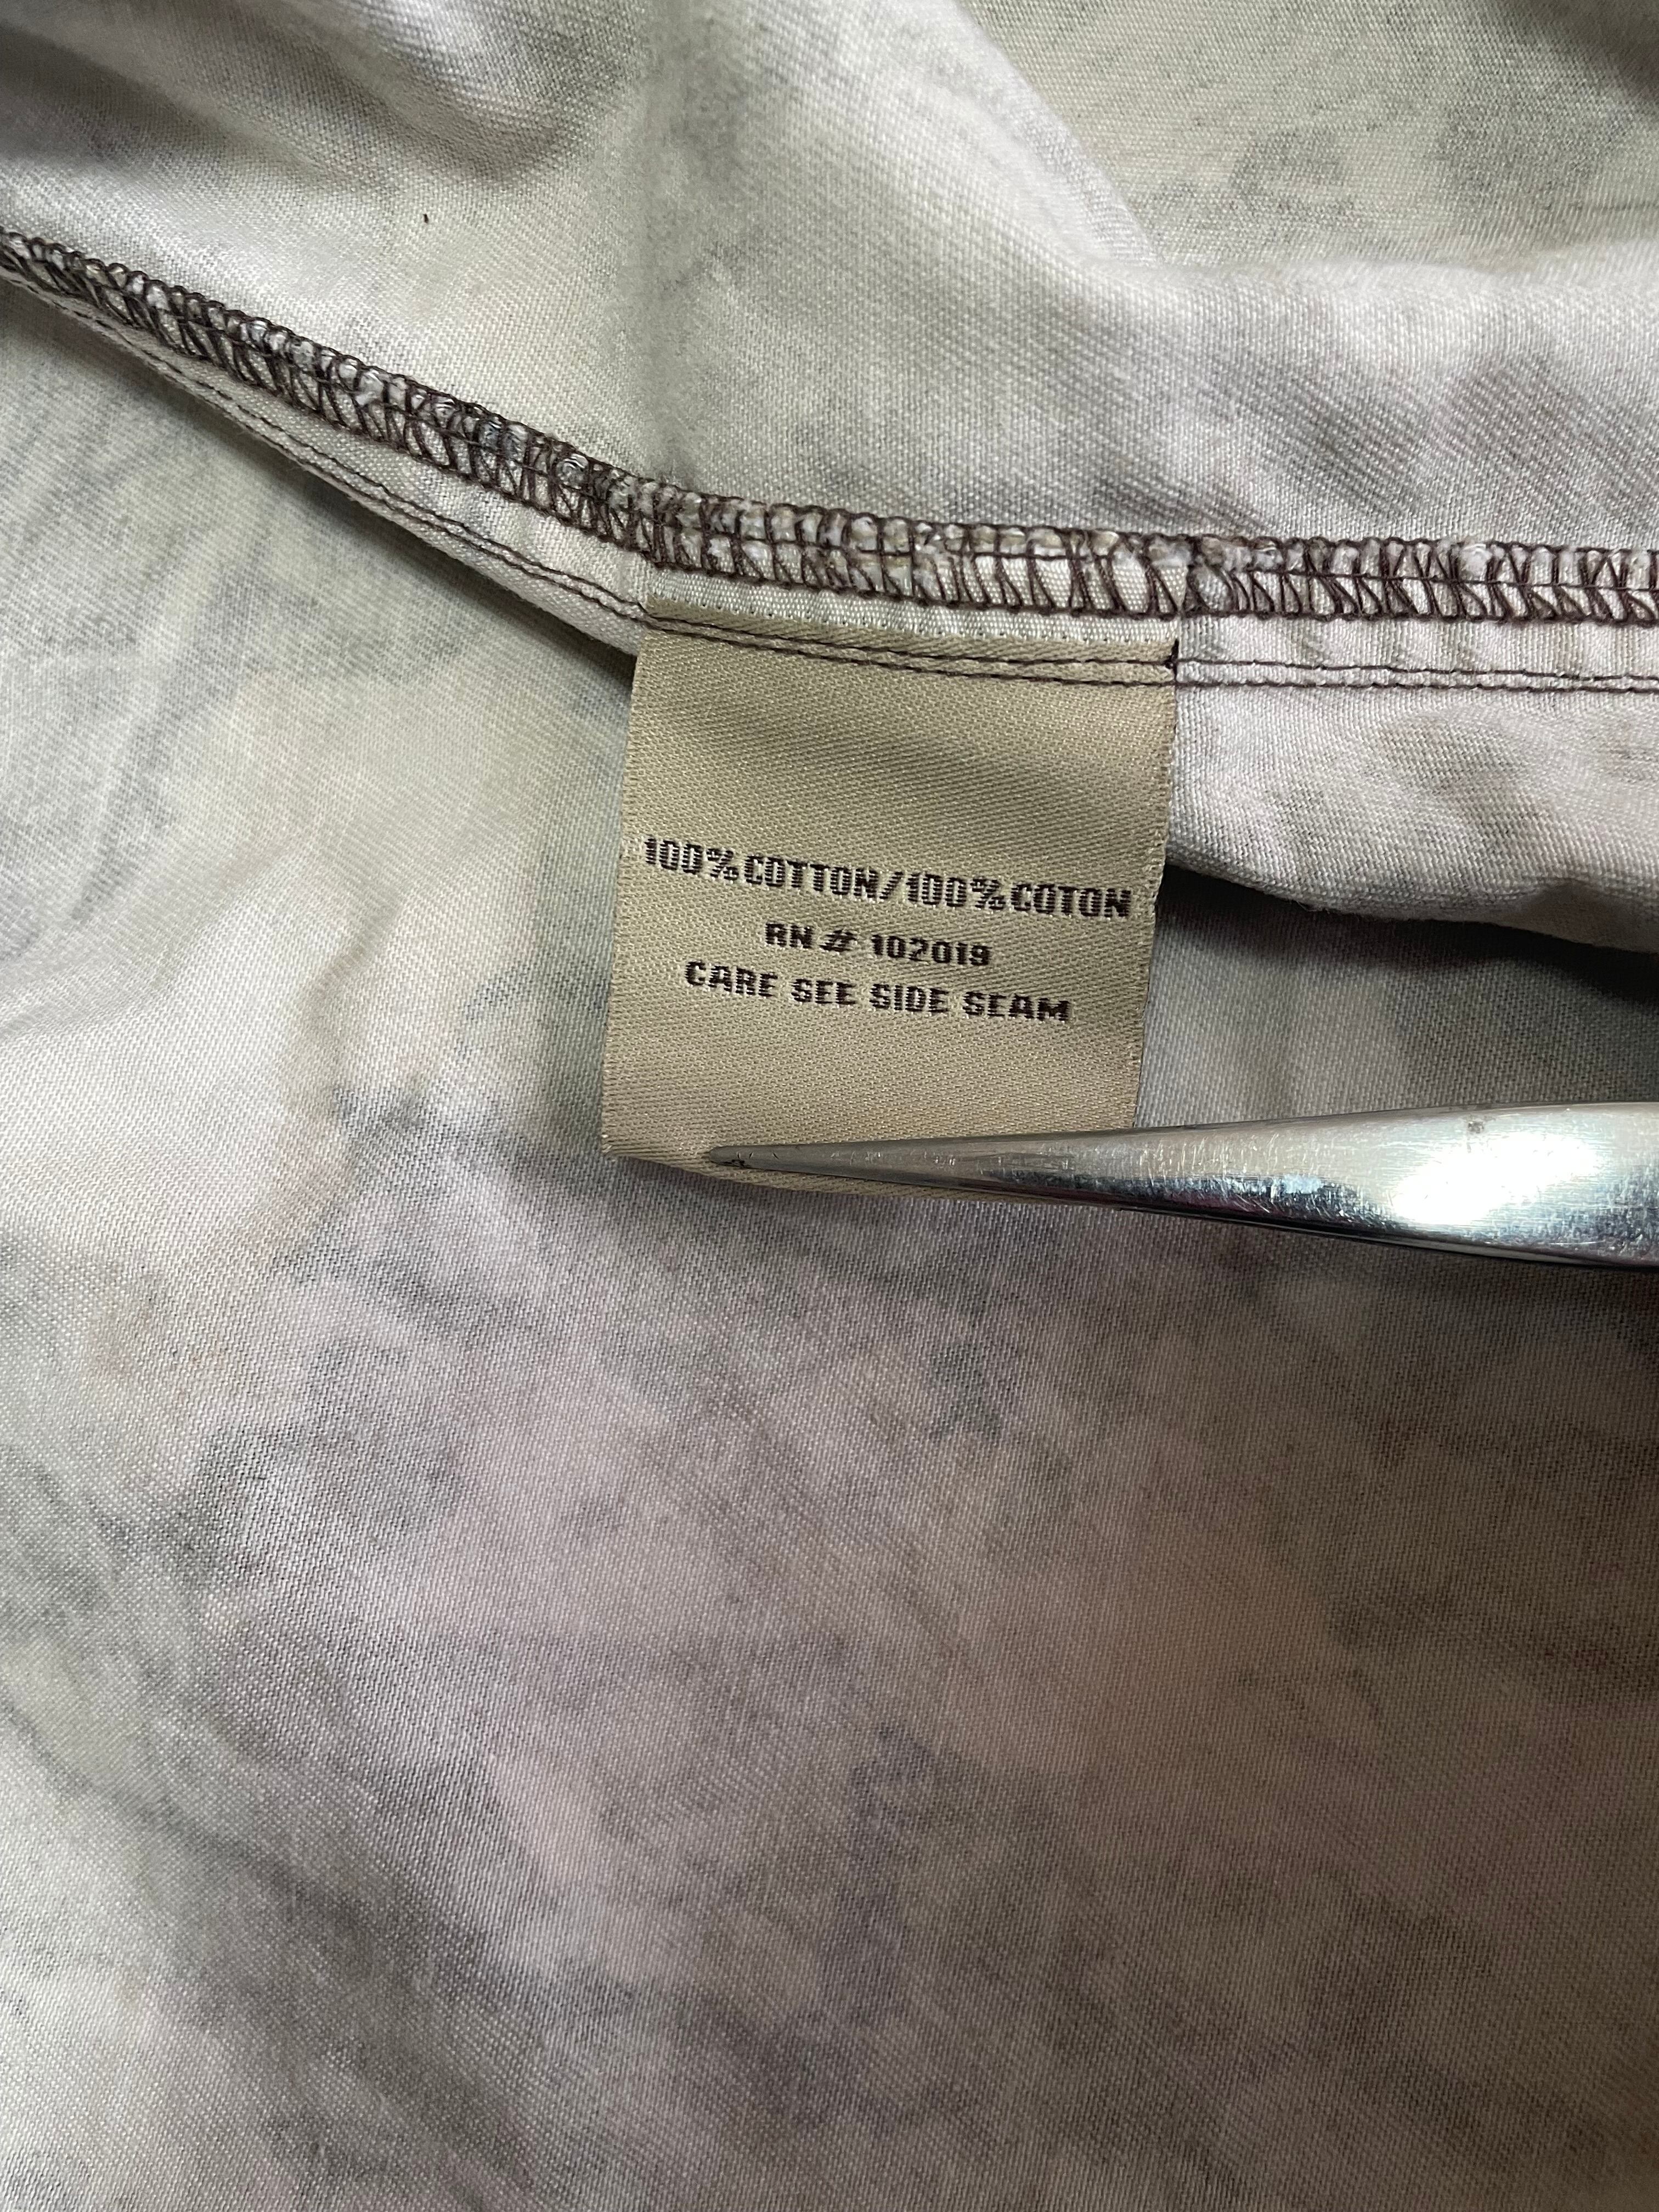 100% COTTON/100% COTON
RN # 102019
CARE SEE SIDE SEAM